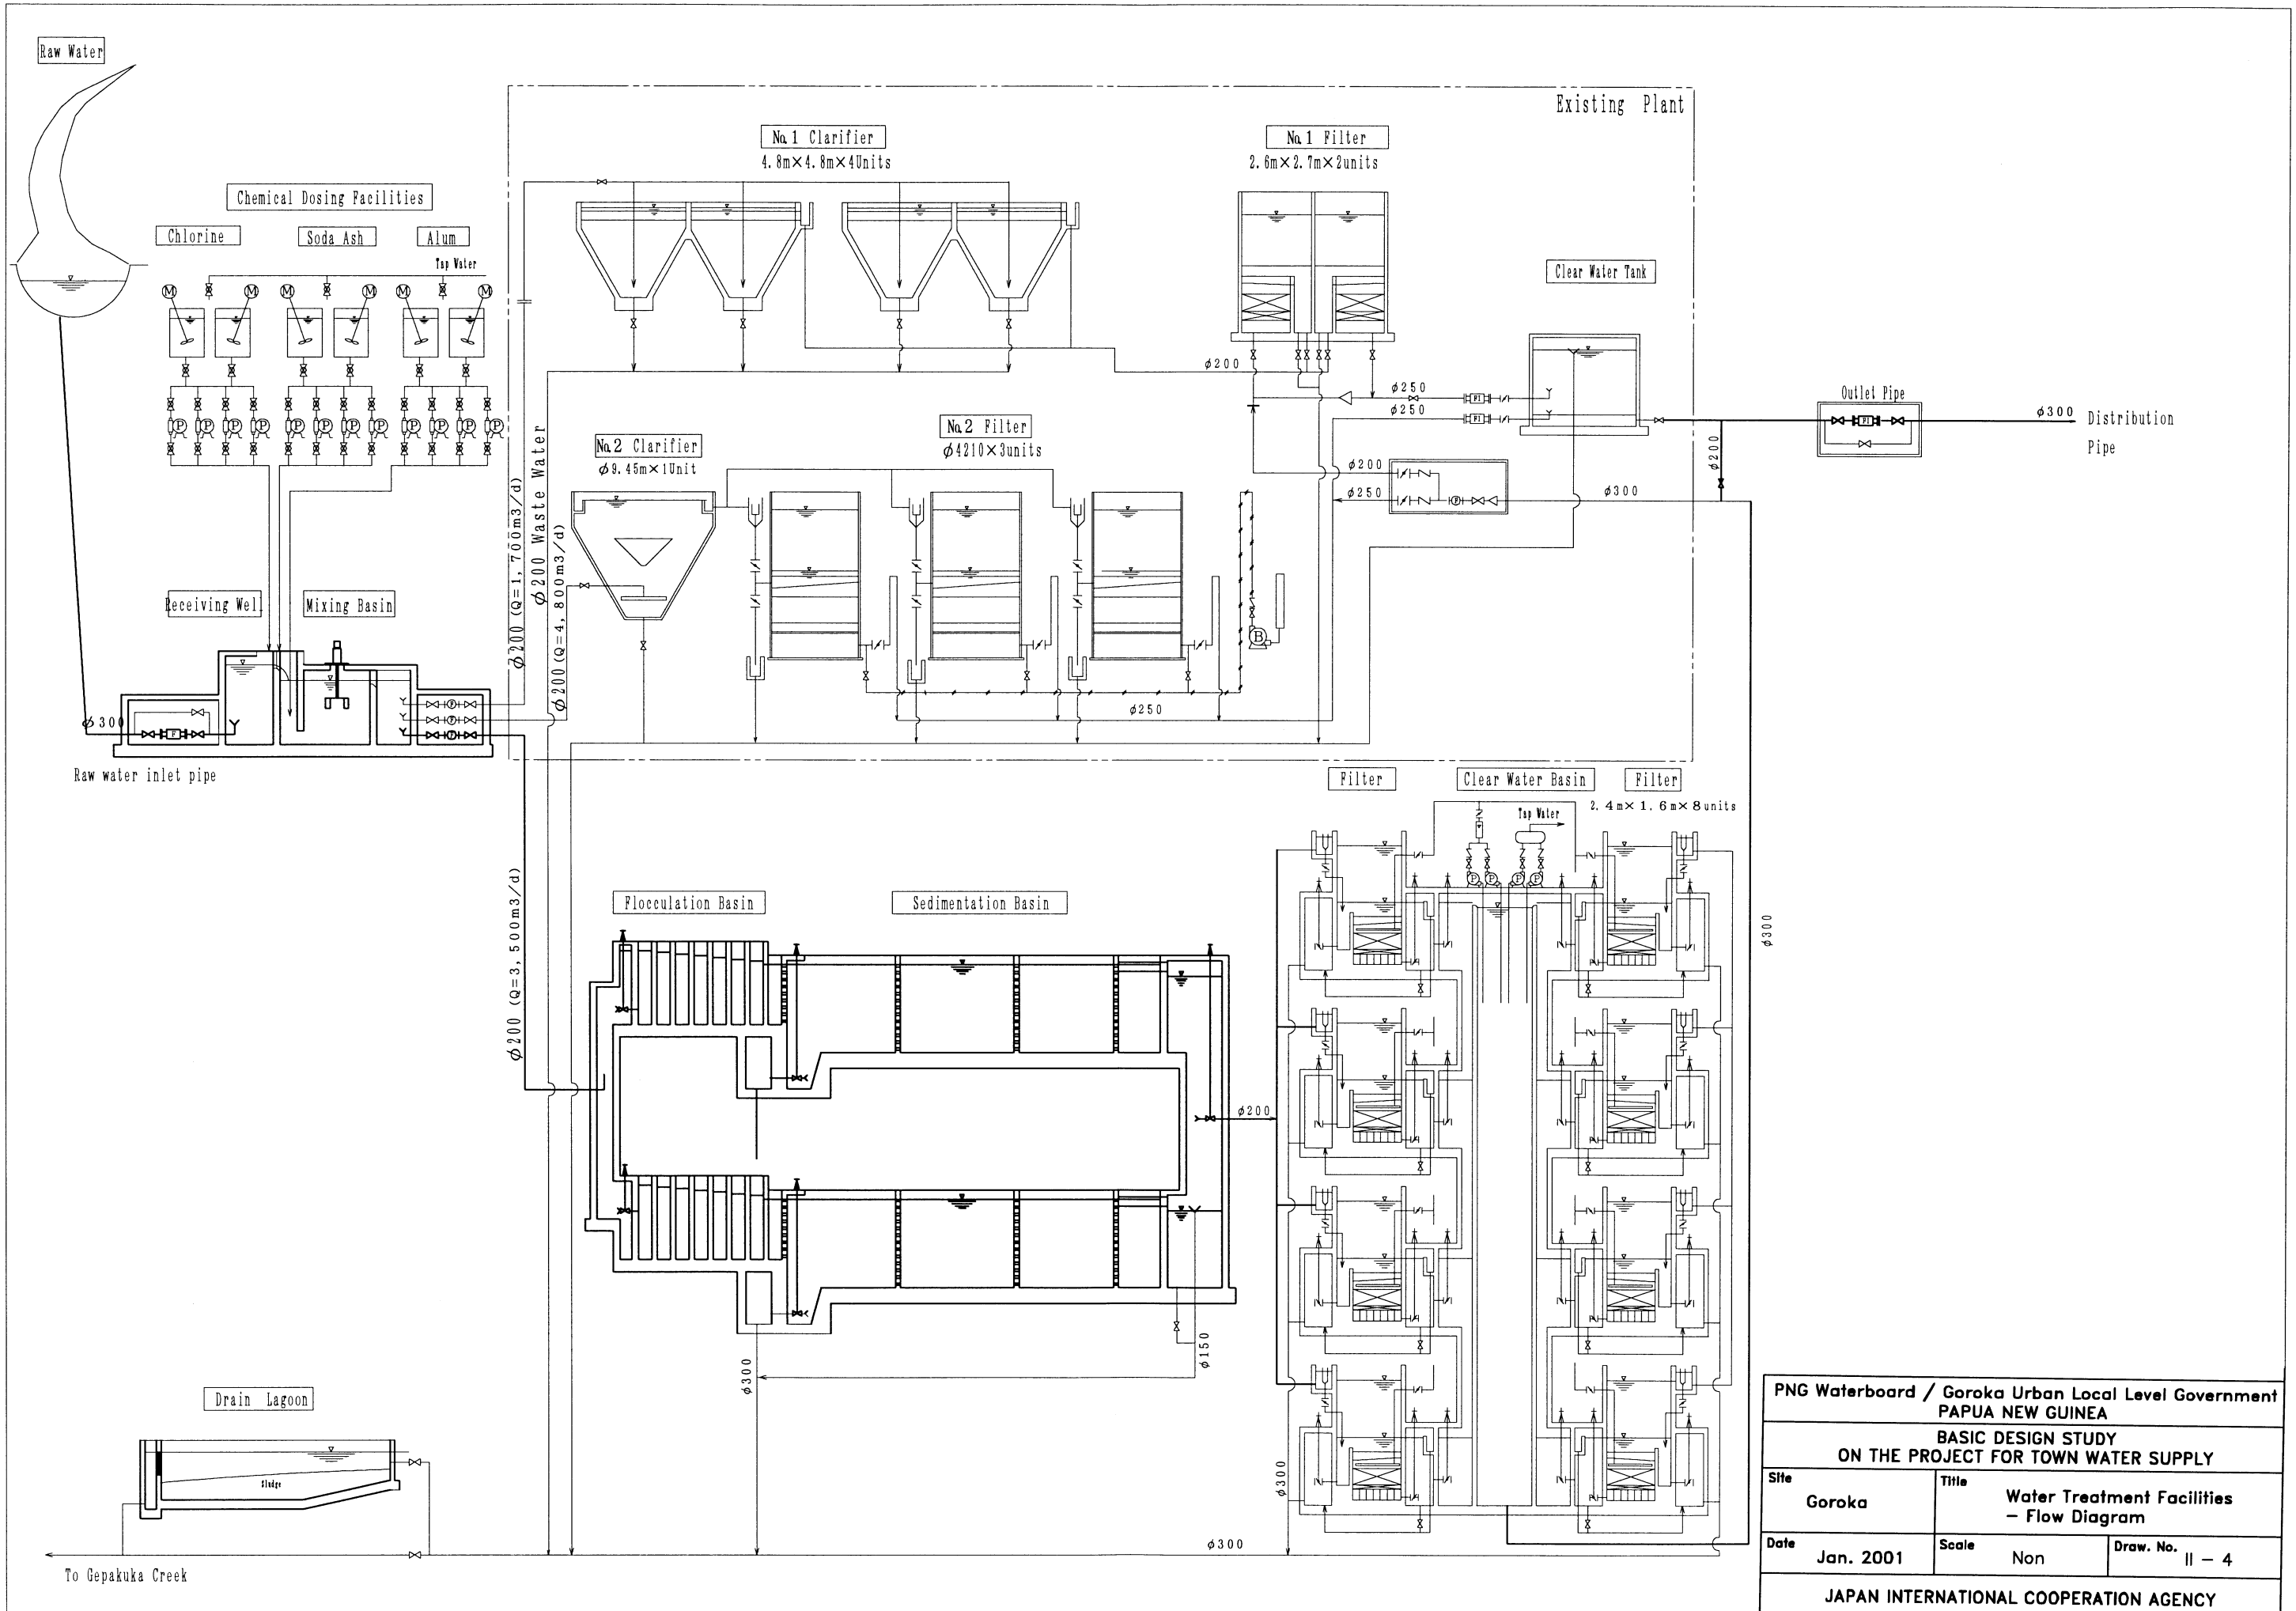 Raw Water
Existing Plant
No.1 Clarifier
4.8m×4.8m×4Units
No.1 Filter
2.6m×2.7m×2units
Chemical Dosing Facilities
Chlorine
Soda Ash
Alum
Tap Water
M
M
M
M
M
M
P
P
P
P
P
P
P
P
P
P
P
P
Clear Water Tank
φ200
φ250
FI
φ250
FI
Outlet Pipe
FI
φ300
Distribution
Pipe
φ200
No.2 Clarifier
φ9.45m×1Unit
No.2 Filter
φ4210×3units
φ200
φ250
P
φ300
B
φ250
φ200 (Q=1,700m3/d)
φ200 Waste Water
φ200 (Q=4,800m3/d)
Receiving Wel
Mixing Basin
φ300
F
P
P
P
Raw water inlet pipe
Filter
Clear Water Basin
Filter
2.4m×1.6m×8units
Tap Water
P
P
P
P
φ300
φ200 (Q=3,500m3/d)
Flocculation Basin
Sedimentation Basin
φ200
φ300
φ150
φ300
φ300
Drain Lagoon
Sludge
To Gepakuka Creek
PNG Waterboard / Goroka Urban Local Level Government
PAPUA NEW GUINEA
BASIC DESIGN STUDY
ON THE PROJECT FOR TOWN WATER SUPPLY
Site
Goroka
Title
Water Treatment Facilities
– Flow Diagram
Date
Jan. 2001
Scale
Non
Draw. No.
II – 4
JAPAN INTERNATIONAL COOPERATION AGENCY